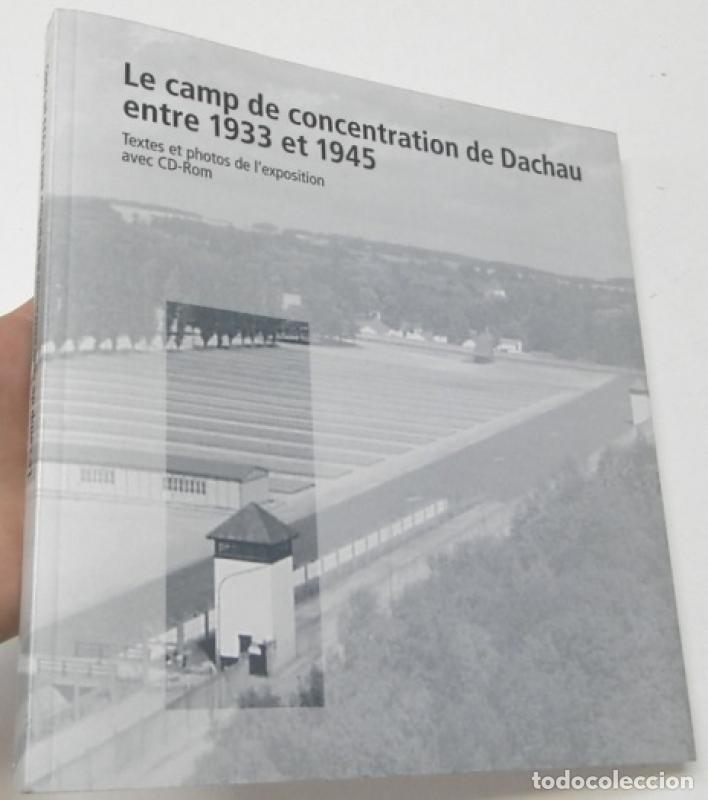 Le camp de concentration de Dachau
entre 1933 et 1945
Textes et photos de l'exposition
avec CD-Rom
todocoleccion